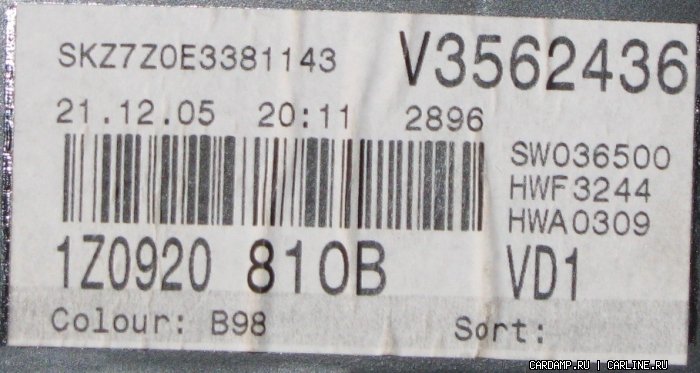 SKZ7Z0E3381143 V3562436
21.12.05 20:11 2896
SW036500
HWF3244
HWA0309
1Z0920 810B VD1
Colour: B98 Sort:
CARDAMP.RU | CARLINE.RU